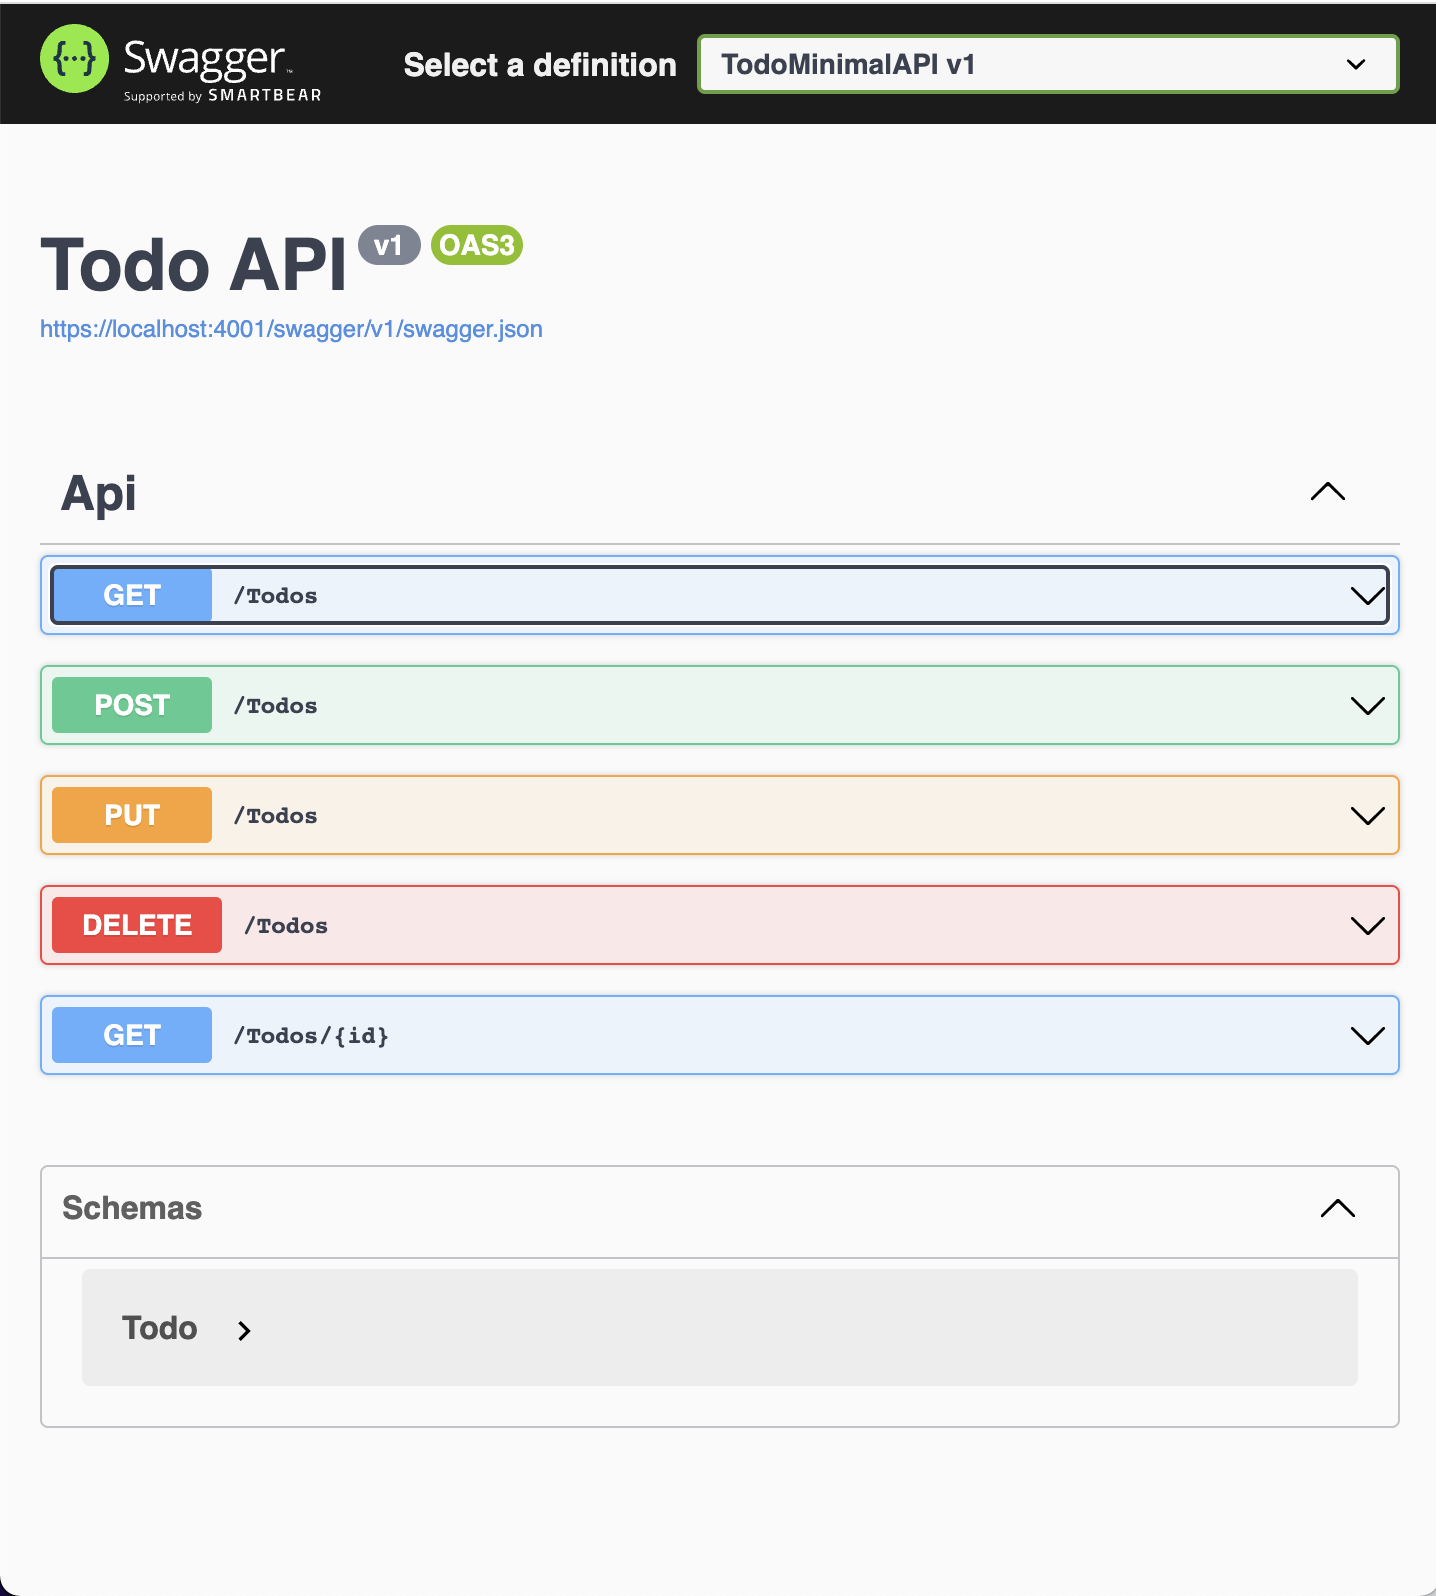 {···} Swagger™
Supported by SMARTBEAR
Select a definition
TodoMinimalAPI v1
Todo API v1 OAS3
https://localhost:4001/swagger/v1/swagger.json
Api
GET /Todos
POST /Todos
PUT /Todos
DELETE /Todos
GET /Todos/{id}
Schemas
Todo